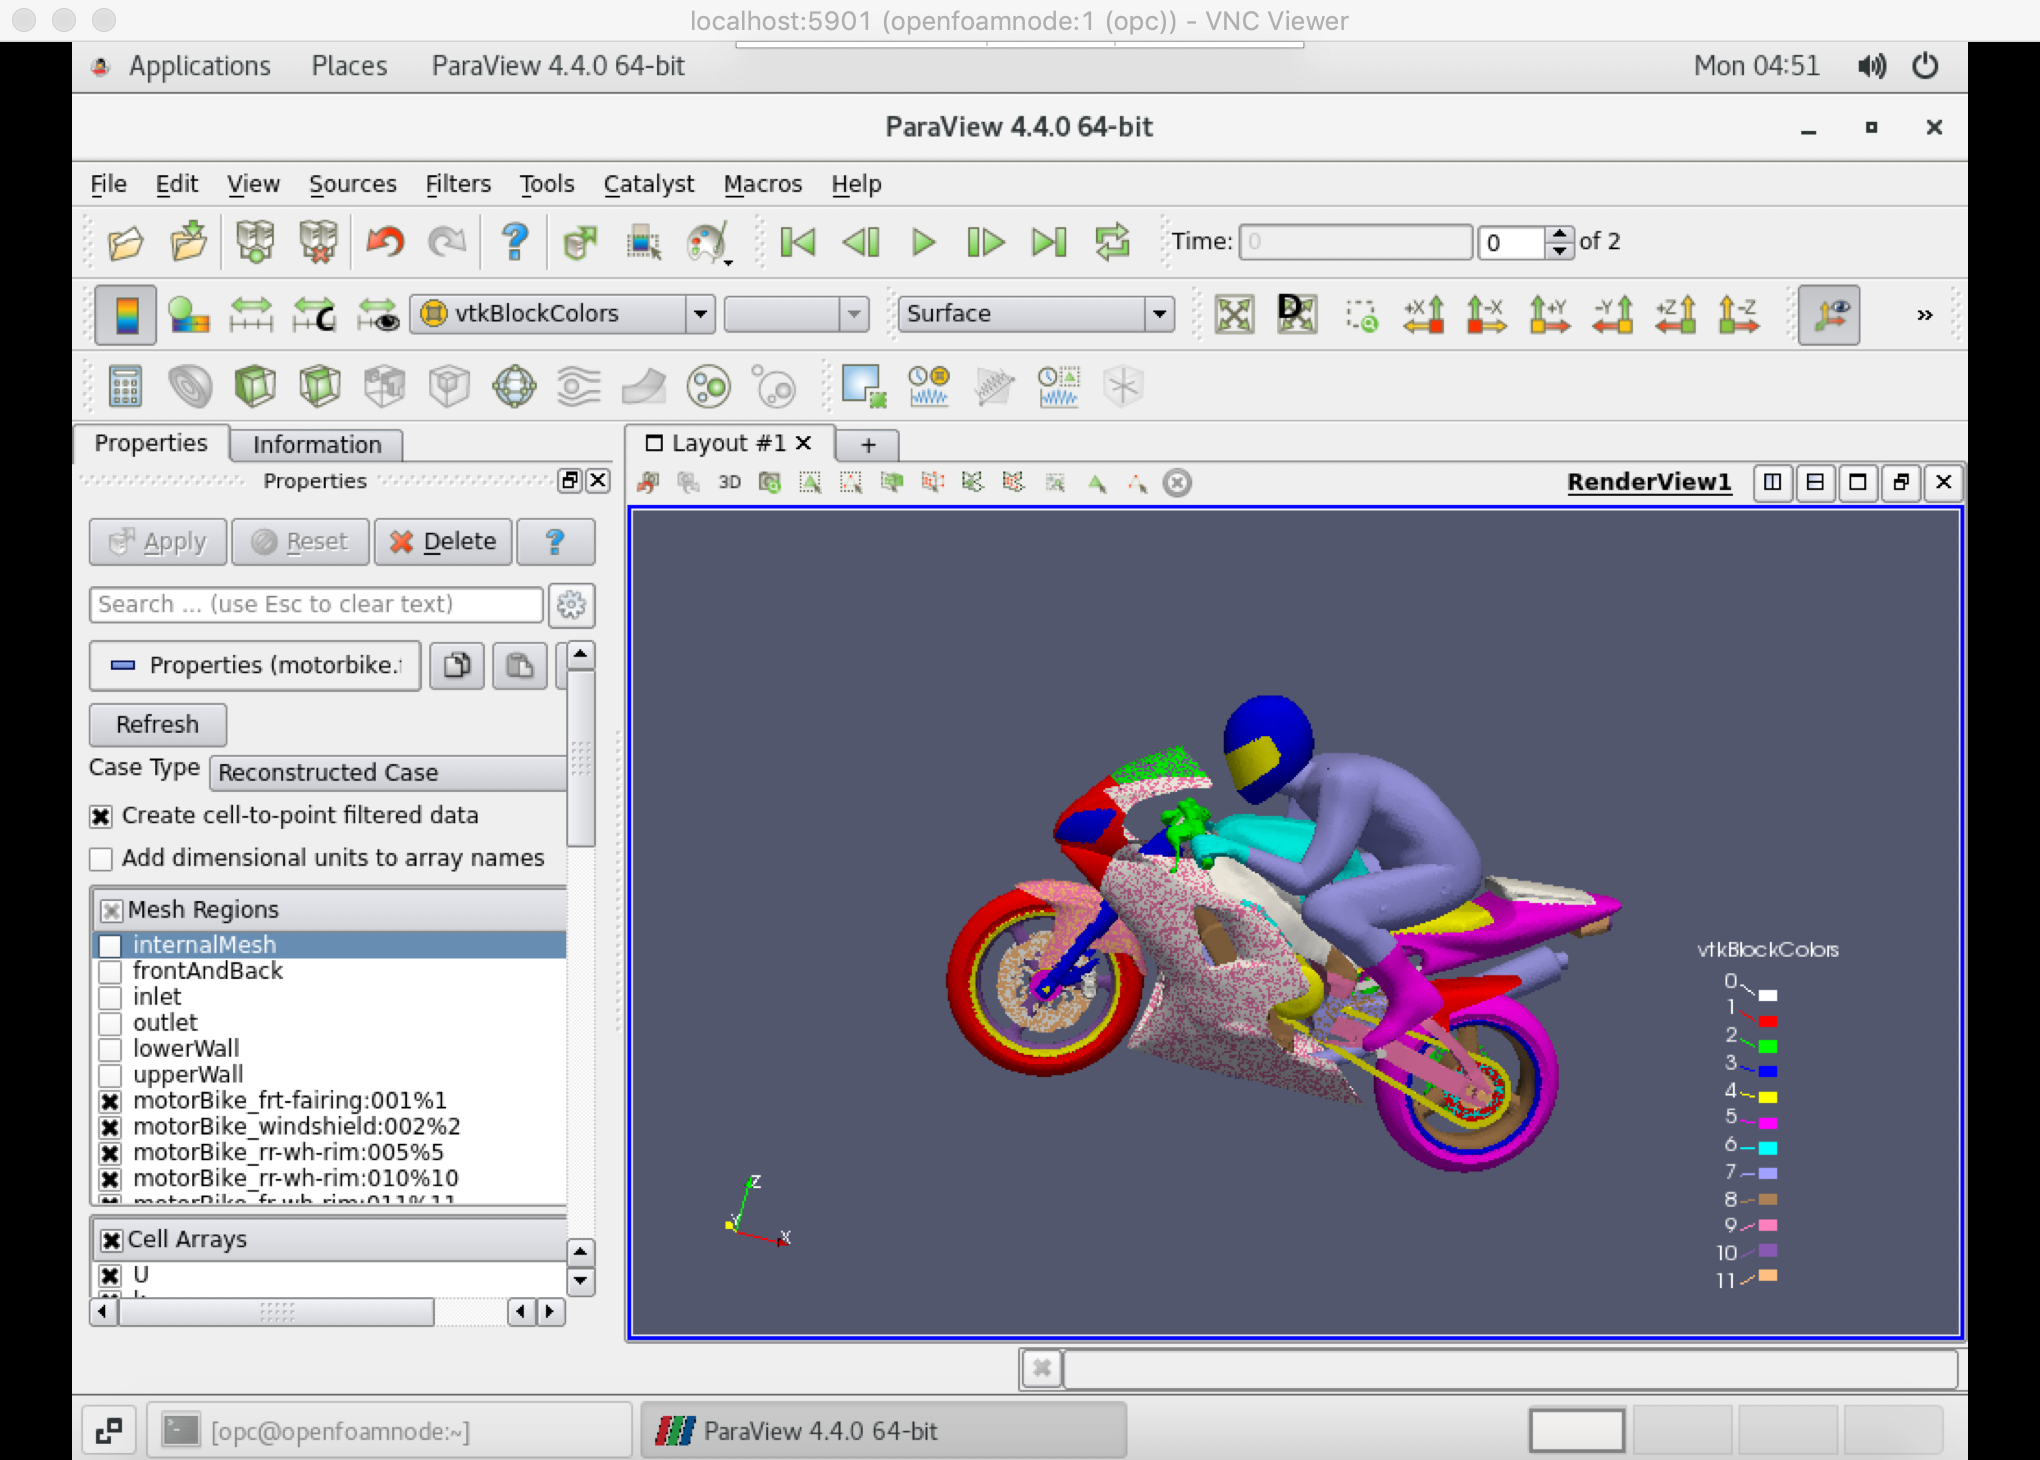 localhost:5901 (openfoamnode:1 (opc)) - VNC Viewer
Applications Places ParaView 4.4.0 64-bit Mon 04:51
ParaView 4.4.0 64-bit
File Edit View Sources Filters Tools Catalyst Macros Help
Time: 0 0 of 2
vtkBlockColors Surface +X -X +Y -Y +Z -Z »
Properties Information
Properties
Layout #1 +
3D RenderView1
Apply Reset Delete ?
Search ... (use Esc to clear text)
Properties (motorbike.
Refresh
Case Type Reconstructed Case
Create cell-to-point filtered data
Add dimensional units to array names
Mesh Regions
internalMesh
frontAndBack
inlet
outlet
lowerWall
upperWall
motorBike_frt-fairing:001%1
motorBike_windshield:002%2
motorBike_rr-wh-rim:005%5
motorBike_rr-wh-rim:010%10
motorBike_fr-wh-rim:011%11
Cell Arrays
U
k
vtkBlockColors
0
1
2
3
4
5
6
7
8
9
10
11
Z
Y
X
[opc@openfoamnode:~]
ParaView 4.4.0 64-bit